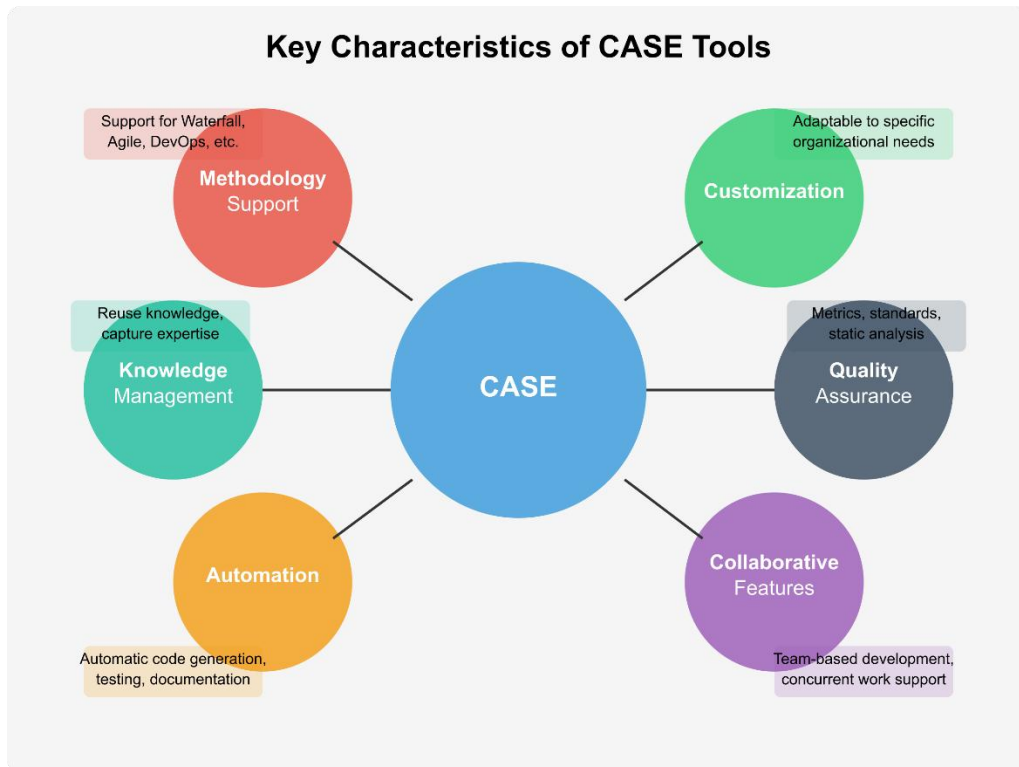 Key Characteristics of CASE Tools
Support for Waterfall,
Agile, DevOps, etc.
Methodology
Support
Adaptable to specific
organizational needs
Customization
Reuse knowledge,
capture expertise
Knowledge
Management
CASE
Metrics, standards,
static analysis
Quality
Assurance
Automation
Automatic code generation,
testing, documentation
Collaborative
Features
Team-based development,
concurrent work support